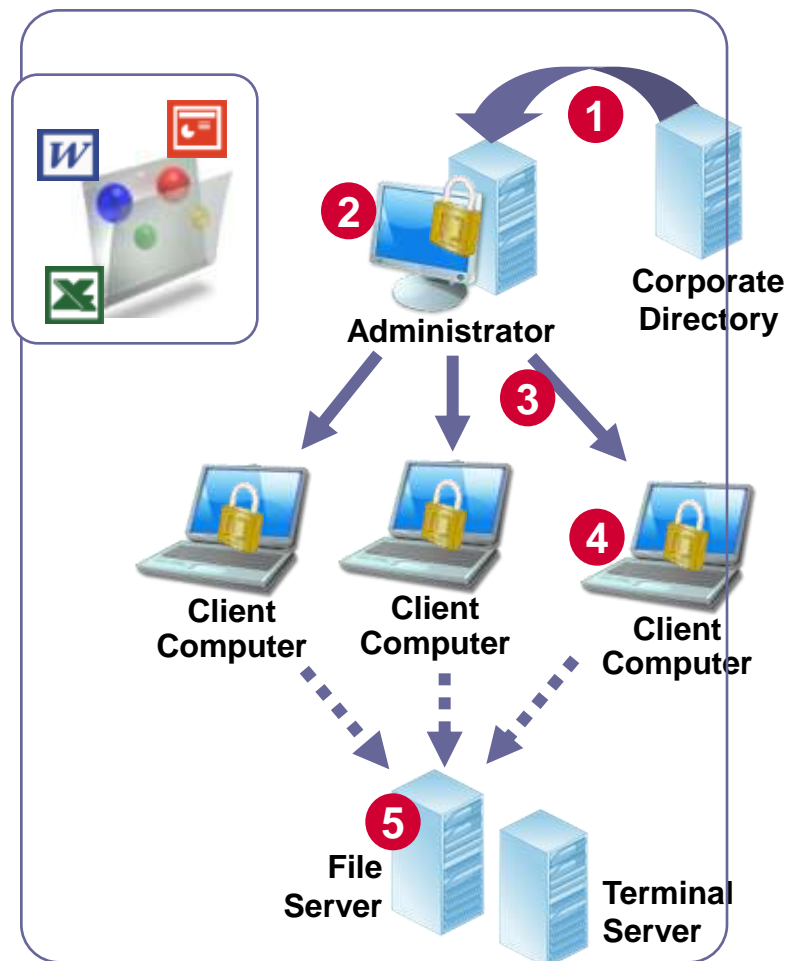 1
W
2
Corporate
Directory
Administrator
3
4
Client
Computer
Client
Computer
Client
Computer
5
File
Server
Terminal
Server